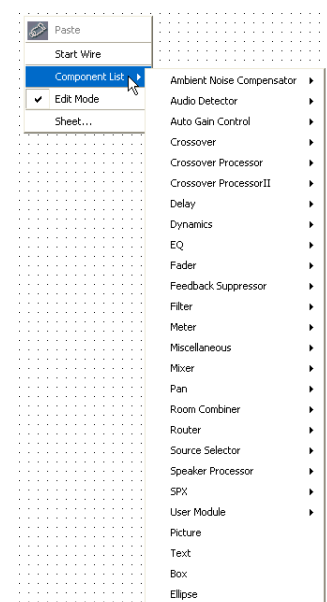 Paste
Start Wire
Component List
Edit Mode
Sheet...
Ambient Noise Compensator
Audio Detector
Auto Gain Control
Crossover
Crossover Processor
Crossover ProcessorII
Delay
Dynamics
EQ
Fader
Feedback Suppressor
Filter
Meter
Miscellaneous
Mixer
Pan
Room Combiner
Router
Source Selector
Speaker Processor
SPX
User Module
Picture
Text
Box
Ellipse